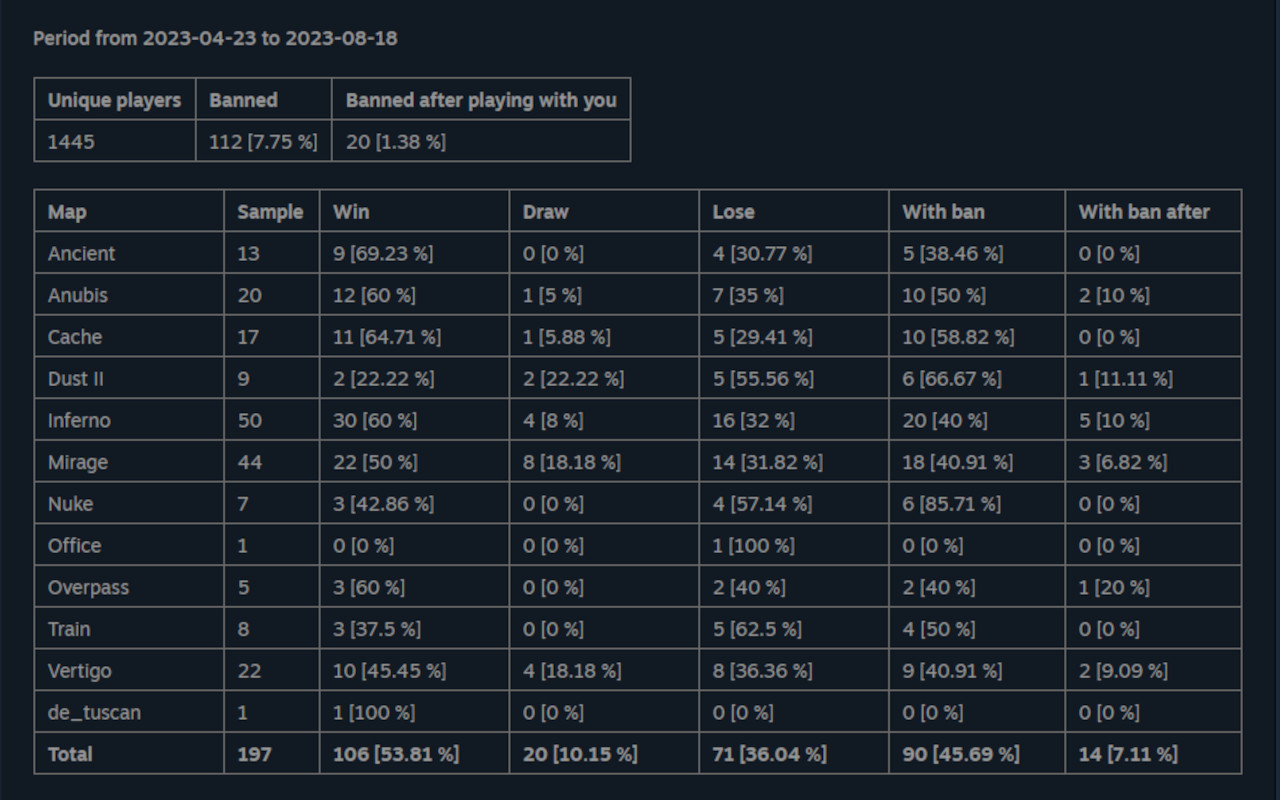 Period from 2023-04-23 to 2023-08-18
Unique players Banned Banned after playing with you
1445 112 [7.75 %] 20 [1.38 %]
Map Sample Win Draw Lose With ban With ban after
Ancient 13 9 [69.23 %] 0 [0 %] 4 [30.77 %] 5 [38.46 %] 0 [0 %]
Anubis 20 12 [60 %] 1 [5 %] 7 [35 %] 10 [50 %] 2 [10 %]
Cache 17 11 [64.71 %] 1 [5.88 %] 5 [29.41 %] 10 [58.82 %] 0 [0 %]
Dust II 9 2 [22.22 %] 2 [22.22 %] 5 [55.56 %] 6 [66.67 %] 1 [11.11 %]
Inferno 50 30 [60 %] 4 [8 %] 16 [32 %] 20 [40 %] 5 [10 %]
Mirage 44 22 [50 %] 8 [18.18 %] 14 [31.82 %] 18 [40.91 %] 3 [6.82 %]
Nuke 7 3 [42.86 %] 0 [0 %] 4 [57.14 %] 6 [85.71 %] 0 [0 %]
Office 1 0 [0 %] 0 [0 %] 1 [100 %] 0 [0 %] 0 [0 %]
Overpass 5 3 [60 %] 0 [0 %] 2 [40 %] 2 [40 %] 1 [20 %]
Train 8 3 [37.5 %] 0 [0 %] 5 [62.5 %] 4 [50 %] 0 [0 %]
Vertigo 22 10 [45.45 %] 4 [18.18 %] 8 [36.36 %] 9 [40.91 %] 2 [9.09 %]
de_tuscan 1 1 [100 %] 0 [0 %] 0 [0 %] 0 [0 %] 0 [0 %]
Total 197 106 [53.81 %] 20 [10.15 %] 71 [36.04 %] 90 [45.69 %] 14 [7.11 %]